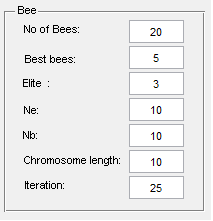 Bee
No of Bees: 20
Best bees: 5
Elite : 3
Ne: 10
Nb: 10
Chromosome length: 10
Iteration: 25